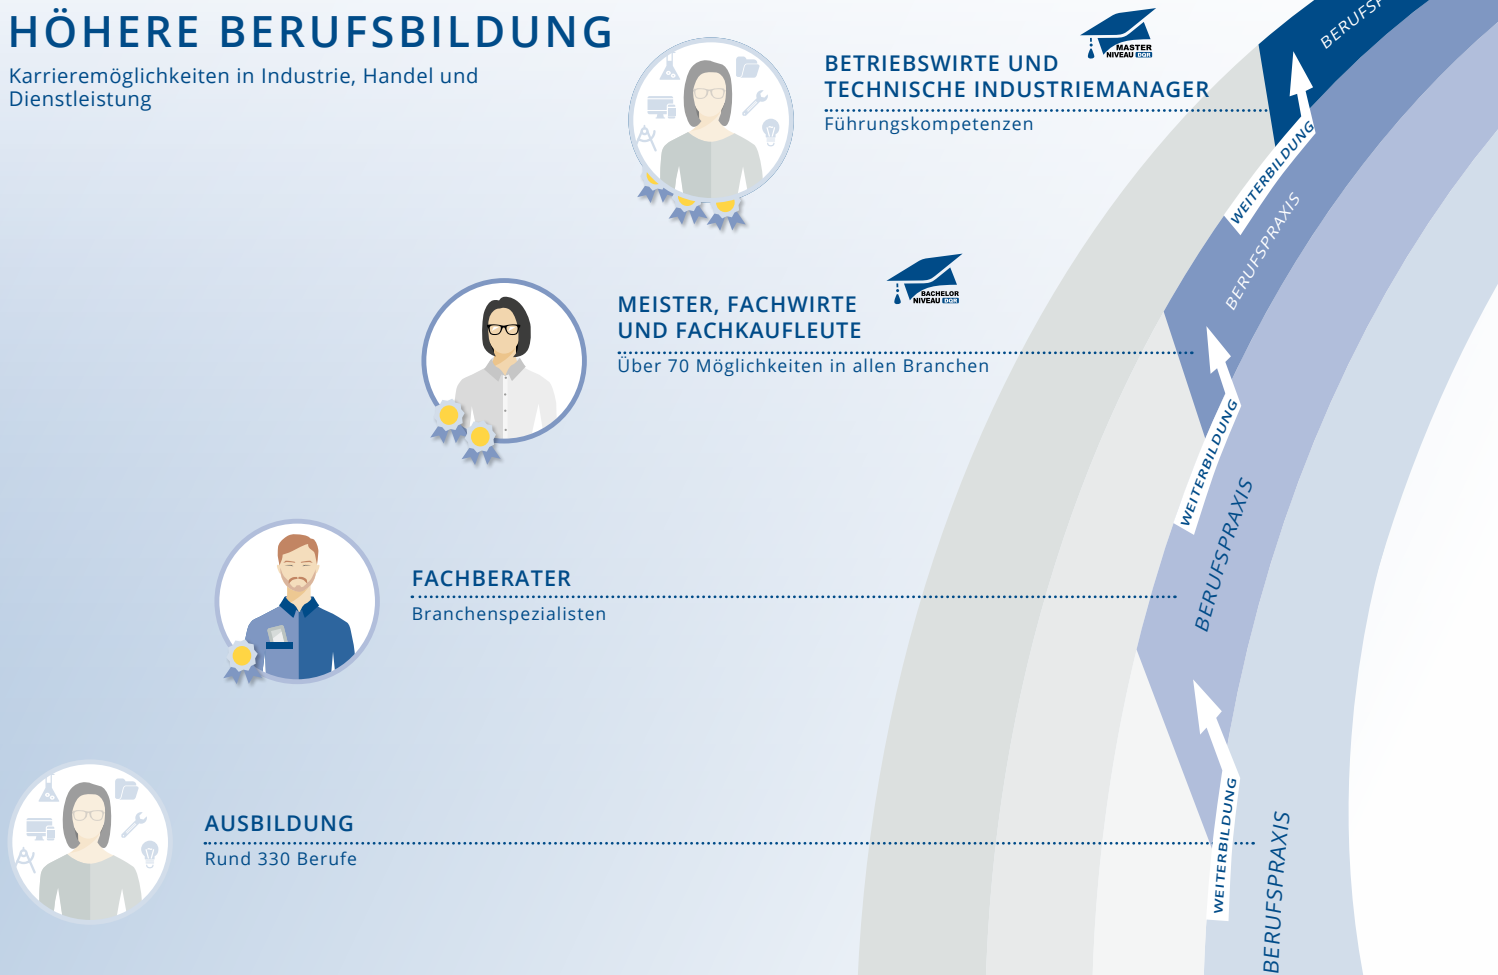 HÖHERE BERUFSBILDUNG
Karrieremöglichkeiten in Industrie, Handel und
Dienstleistung
MASTER
NIVEAU DQR
BETRIEBSWIRTE UND
TECHNISCHE INDUSTRIEMANAGER
Führungskompetenzen
BERUFSP
WEITERBILDUNG
BERUFSPRAXIS
BACHELOR
NIVEAU DQR
MEISTER, FACHWIRTE
UND FACHKAUFLEUTE
Über 70 Möglichkeiten in allen Branchen
WEITERBILDUNG
BERUFSPRAXIS
FACHBERATER
Branchenspezialisten
WEITERBILDUNG
BERUFSPRAXIS
AUSBILDUNG
Rund 330 Berufe